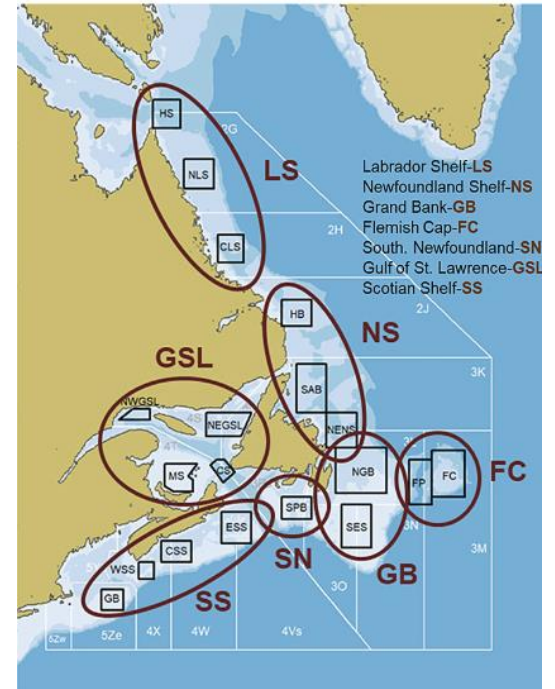 HS
2G
LS
NLS
Labrador Shelf-LS
Newfoundland Shelf-NS
Grand Bank-GB
Flemish Cap-FC
South. Newfoundland-SN
Gulf of St. Lawrence-GSL
Scotian Shelf-SS
CLS
2H
HB
2J
NS
GSL
SAB
3K
NWGSL
4S
NEGSL
NENS
4T
MS
CS
NGB
FP
FC
FC
SPB
SES
3N
ESS
SN
GB
3M
CSS
WSS
SS
3O
GB
5Zw
5Ze
4X
4W
4Vs